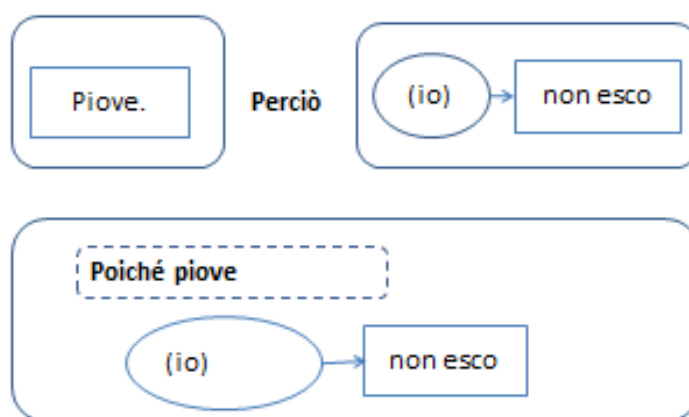 Piove. Perciò (io) non esco
Poiché piove
(io) non esco